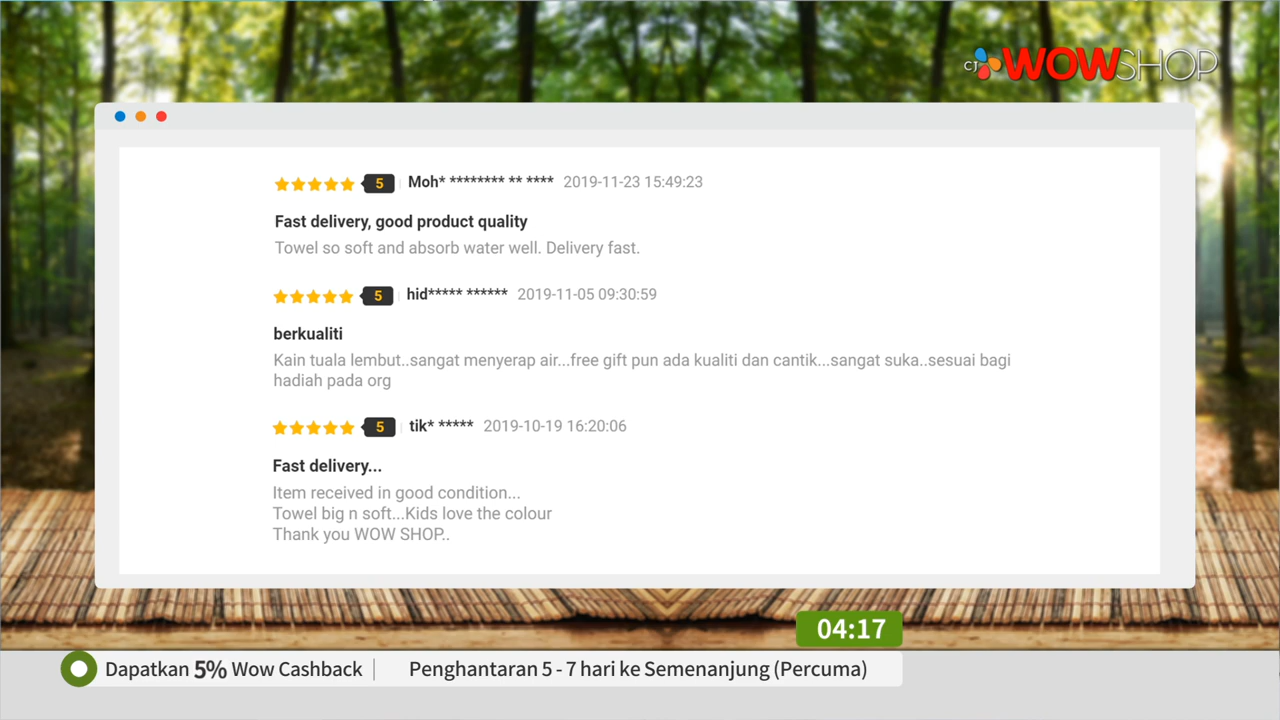 CJ WOWSHOP
5 Moh* ******** ** **** 2019-11-23 15:49:23
Fast delivery, good product quality
Towel so soft and absorb water well. Delivery fast.
5 hid***** ****** 2019-11-05 09:30:59
berkualiti
Kain tuala lembut..sangat menyerap air...free gift pun ada kualiti dan cantik...sangat suka..sesuai bagi
hadiah pada org
5 tik* ***** 2019-10-19 16:20:06
Fast delivery...
Item received in good condition...
Towel big n soft...Kids love the colour
Thank you WOW SHOP..
04:17
Dapatkan 5% Wow Cashback | Penghantaran 5 - 7 hari ke Semenanjung (Percuma)